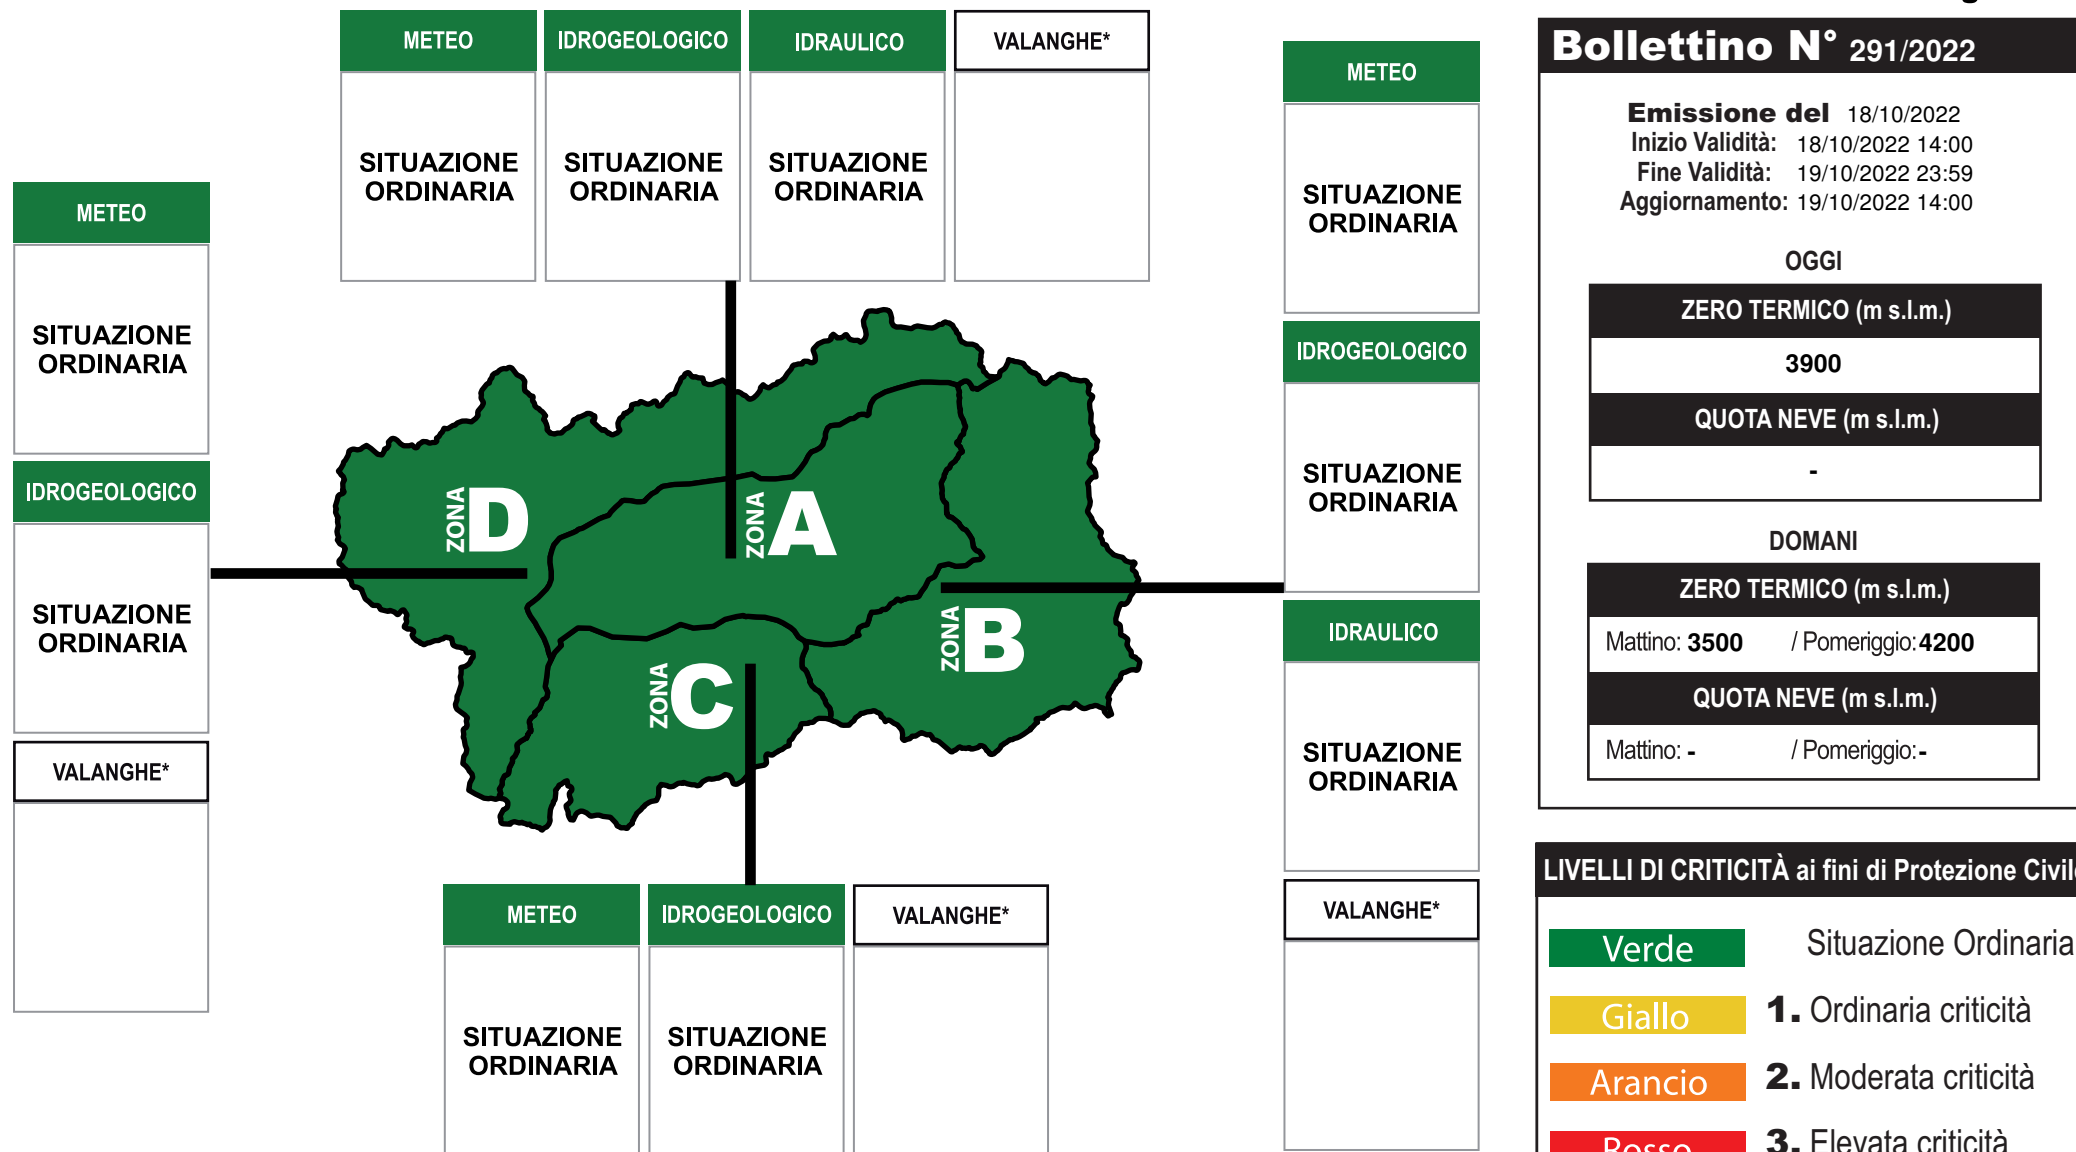 METEO
IDROGEOLOGICO
IDRAULICO
VALANGHE*
SITUAZIONE
ORDINARIA
SITUAZIONE
ORDINARIA
SITUAZIONE
ORDINARIA
METEO
SITUAZIONE
ORDINARIA
IDROGEOLOGICO
SITUAZIONE
ORDINARIA
VALANGHE*
ZONA D
ZONA A
ZONA B
ZONA C
METEO
SITUAZIONE
ORDINARIA
IDROGEOLOGICO
SITUAZIONE
ORDINARIA
IDRAULICO
SITUAZIONE
ORDINARIA
VALANGHE*
METEO
IDROGEOLOGICO
VALANGHE*
SITUAZIONE
ORDINARIA
SITUAZIONE
ORDINARIA
Bollettino N° 291/2022
Emissione del 18/10/2022
Inizio Validità: 18/10/2022 14:00
Fine Validità: 19/10/2022 23:59
Aggiornamento: 19/10/2022 14:00
OGGI
ZERO TERMICO (m s.l.m.)
3900
QUOTA NEVE (m s.l.m.)
-
DOMANI
ZERO TERMICO (m s.l.m.)
Mattino: 3500 / Pomeriggio: 4200
QUOTA NEVE (m s.l.m.)
Mattino: - / Pomeriggio: -
LIVELLI DI CRITICITÀ ai fini di Protezione Civile
Verde Situazione Ordinaria
Giallo 1. Ordinaria criticità
Arancio 2. Moderata criticità
Rosso 3. Elevata criticità